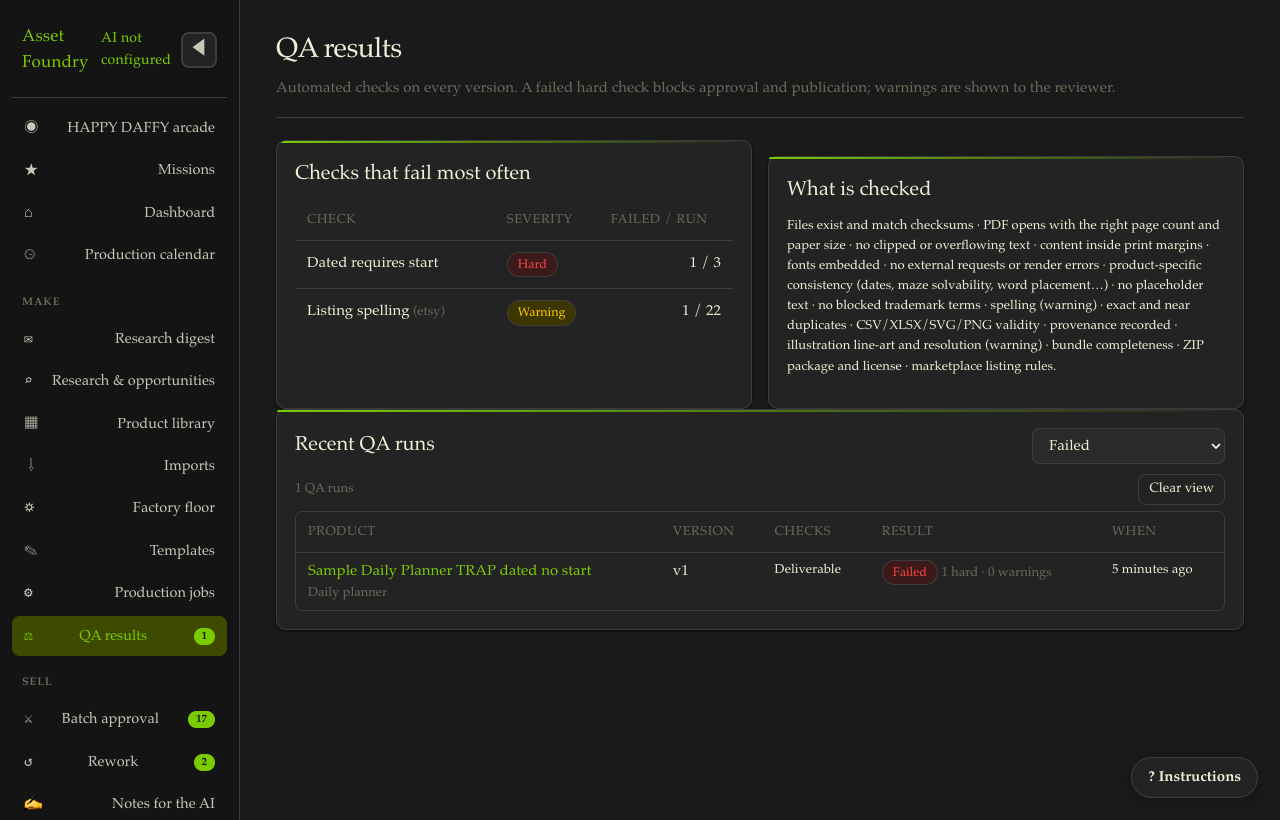 Asset Foundry
AI not configured
HAPPY DAFFY arcade
Missions
Dashboard
Production calendar
MAKE
Research digest
Research & opportunities
Product library
Imports
Factory floor
Templates
Production jobs
QA results 1
SELL
Batch approval 17
Rework 2
Notes for the AI
QA results
Automated checks on every version. A failed hard check blocks approval and publication; warnings are shown to the reviewer.
Checks that fail most often
CHECK SEVERITY FAILED / RUN
Dated requires start Hard 1 / 3
Listing spelling (etsy) Warning 1 / 22
What is checked
Files exist and match checksums · PDF opens with the right page count and
paper size · no clipped or overflowing text · content inside print margins ·
fonts embedded · no external requests or render errors · product-specific
consistency (dates, maze solvability, word placement…) · no placeholder
text · no blocked trademark terms · spelling (warning) · exact and near
duplicates · CSV/XLSX/SVG/PNG validity · provenance recorded ·
illustration line-art and resolution (warning) · bundle completeness · ZIP
package and license · marketplace listing rules.
Recent QA runs
Failed
1 QA runs
Clear view
PRODUCT VERSION CHECKS RESULT WHEN
Sample Daily Planner TRAP dated no start v1 Deliverable Failed 1 hard · 0 warnings 5 minutes ago
Daily planner
? Instructions